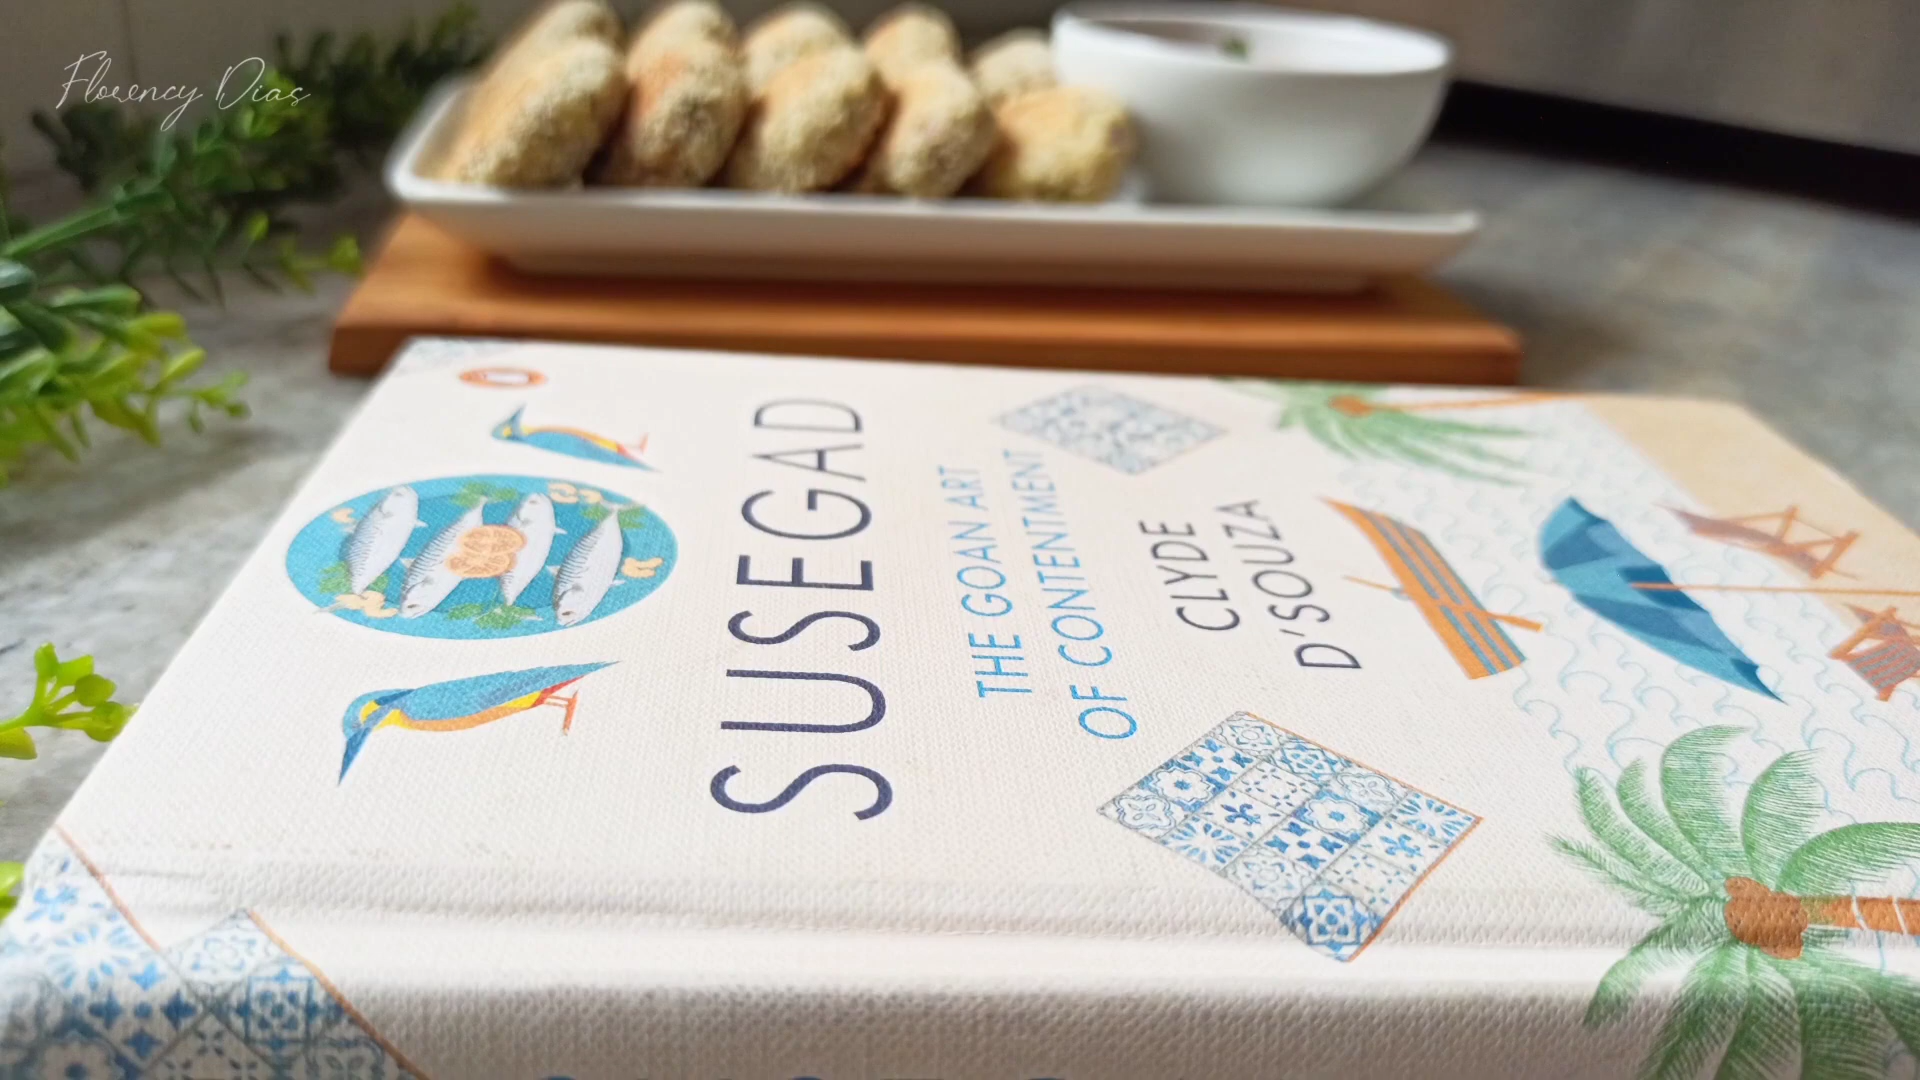 Florency Dias
SUSEGAD
THE GOAN ART
OF CONTENTMENT
CLYDE
D'SOUZA